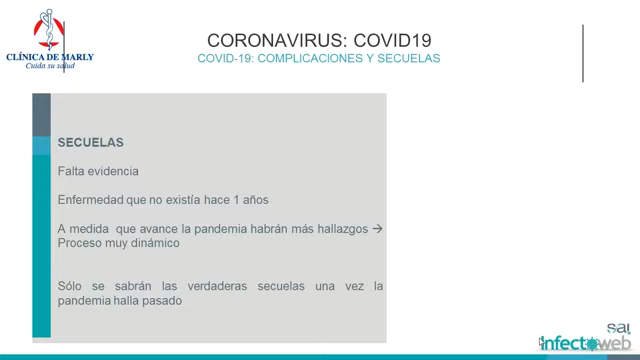 CORONAVIRUS: COVID19
COVID-19: COMPLICACIONES Y SECUELAS
CLÍNICA DE MARLY
Cuida su salud
SECUELAS
Falta evidencia
Enfermedad que no existía hace 1 años
A medida que avance la pandemia habrán más hallazgos →
Proceso muy dinámico
Sólo se sabrán las verdaderas secuelas una vez la
pandemia halla pasado
sai
infectoweb